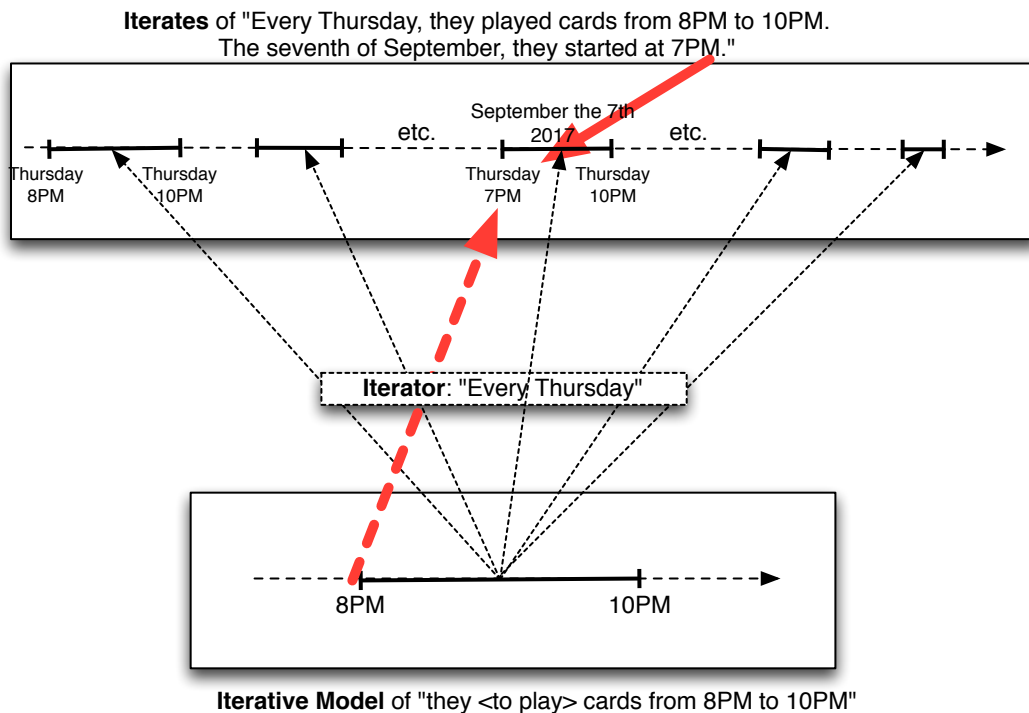 Iterates of "Every Thursday, they played cards from 8PM to 10PM.
The seventh of September, they started at 7PM."
September the 7th
2017
etc.
etc.
Thursday
8PM
Thursday
10PM
Thursday
7PM
Thursday
10PM
Iterator: "Every Thursday"
8PM
10PM
Iterative Model of "they <to play> cards from 8PM to 10PM"